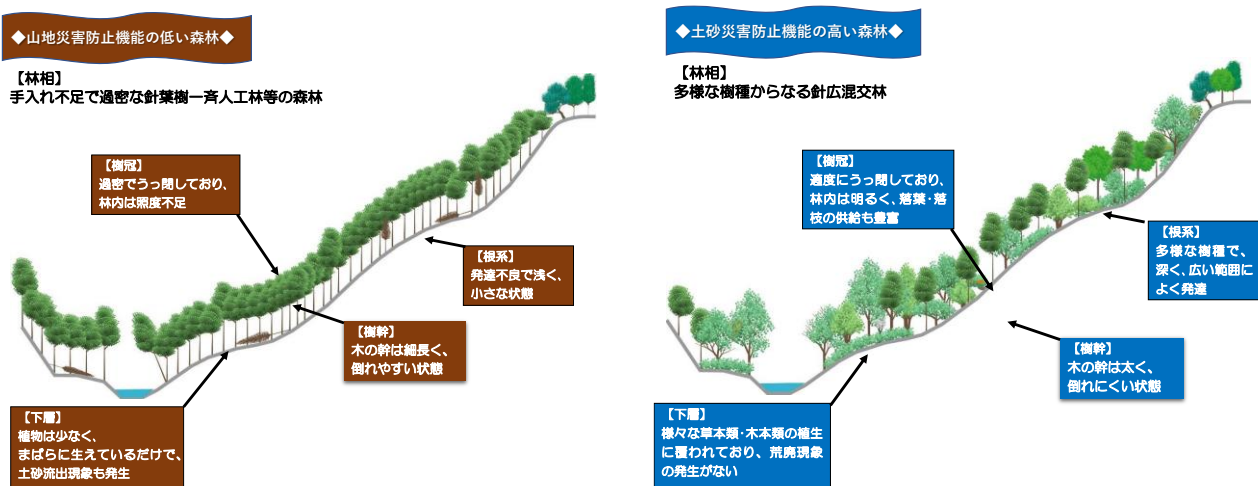 ◆山地災害防止機能の低い森林◆
【林相】
手入れ不足で過密な針葉樹一斉人工林等の森林
【樹冠】
過密でうっ閉しており、
林内は照度不足
【根系】
発達不良で浅く、
小さな状態
【樹幹】
木の幹は細長く、
倒れやすい状態
【下層】
植物は少なく、
まばらに生えているだけで、
土砂流出現象も発生
◆土砂災害防止機能の高い森林◆
【林相】
多様な樹種からなる針広混交林
【樹冠】
適度にうっ閉しており、
林内は明るく、落葉・落
枝の供給も豊富
【根系】
多様な樹種で、
深く、広い範囲に
よく発達
【樹幹】
木の幹は太く、
倒れにくい状態
【下層】
様々な草本類・木本類の植生
に覆われており、荒廃現象
の発生がない